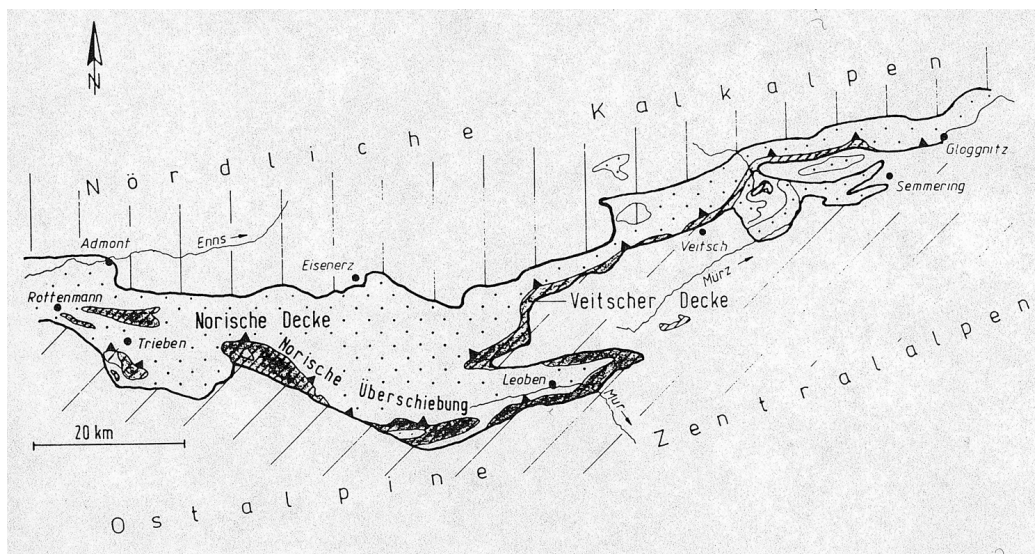 N
Nördliche Kalkalpen
Gloggnitz
Semmering
Admont
Enns
Eisenerz
Veitsch
Mürz
Rottenmann
Norische Decke
Veitscher Decke
Trieben
Norische Überschiebung
Leoben
Mur
20 km
Ostalpine Zentralalpen